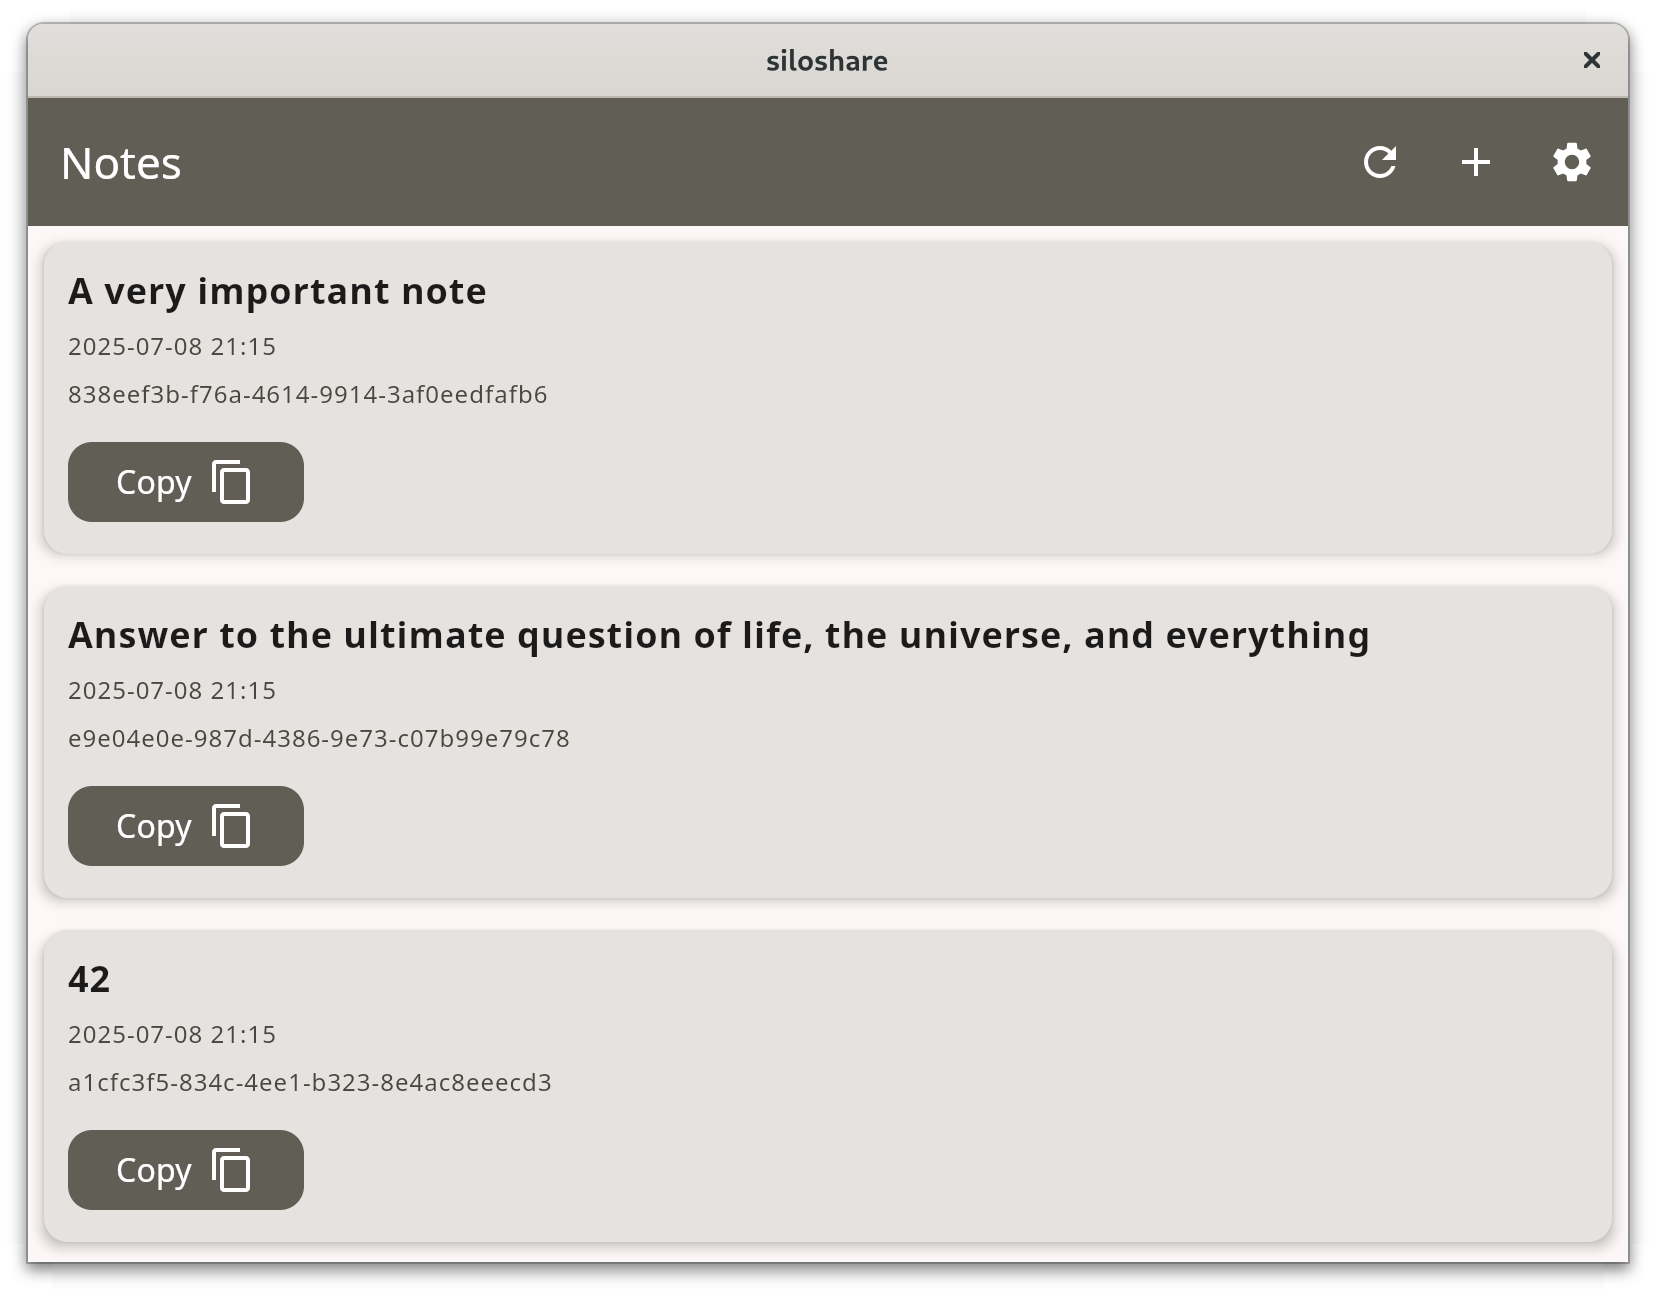 siloshare
Notes
A very important note
2025-07-08 21:15
838eef3b-f76a-4614-9914-3af0eedfafb6
Copy
Answer to the ultimate question of life, the universe, and everything
2025-07-08 21:15
e9e04e0e-987d-4386-9e73-c07b99e79c78
Copy
42
2025-07-08 21:15
a1cfc3f5-834c-4ee1-b323-8e4ac8eeecd3
Copy